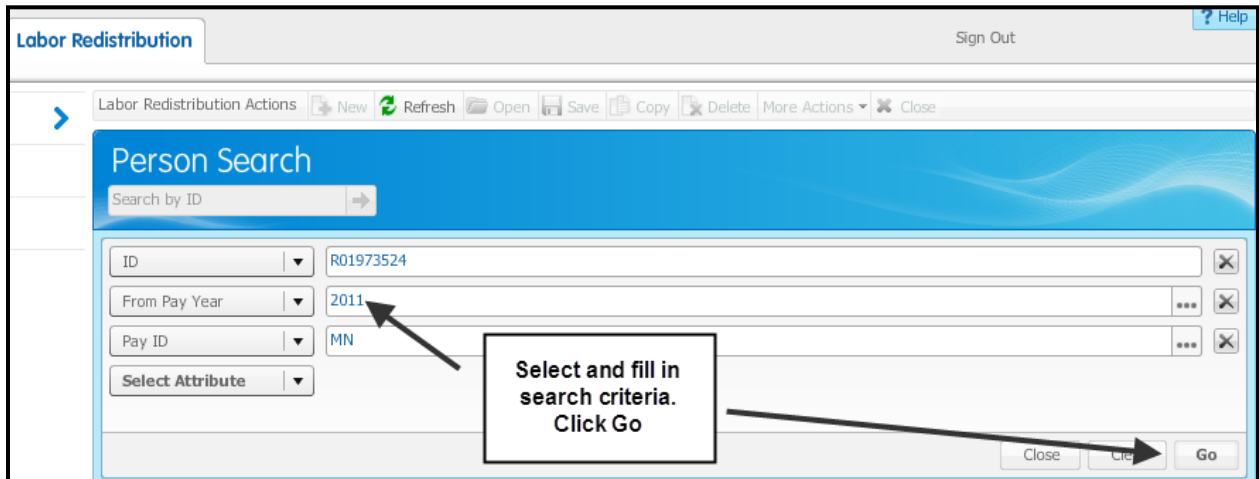 ? Help
Labor Redistribution Sign Out
Labor Redistribution Actions New Refresh Open Save Copy Delete More Actions Close
Person Search
Search by ID
ID R01973524
From Pay Year 2011
Pay ID MN
Select Attribute
Select and fill in
search criteria.
Click Go
Close Go